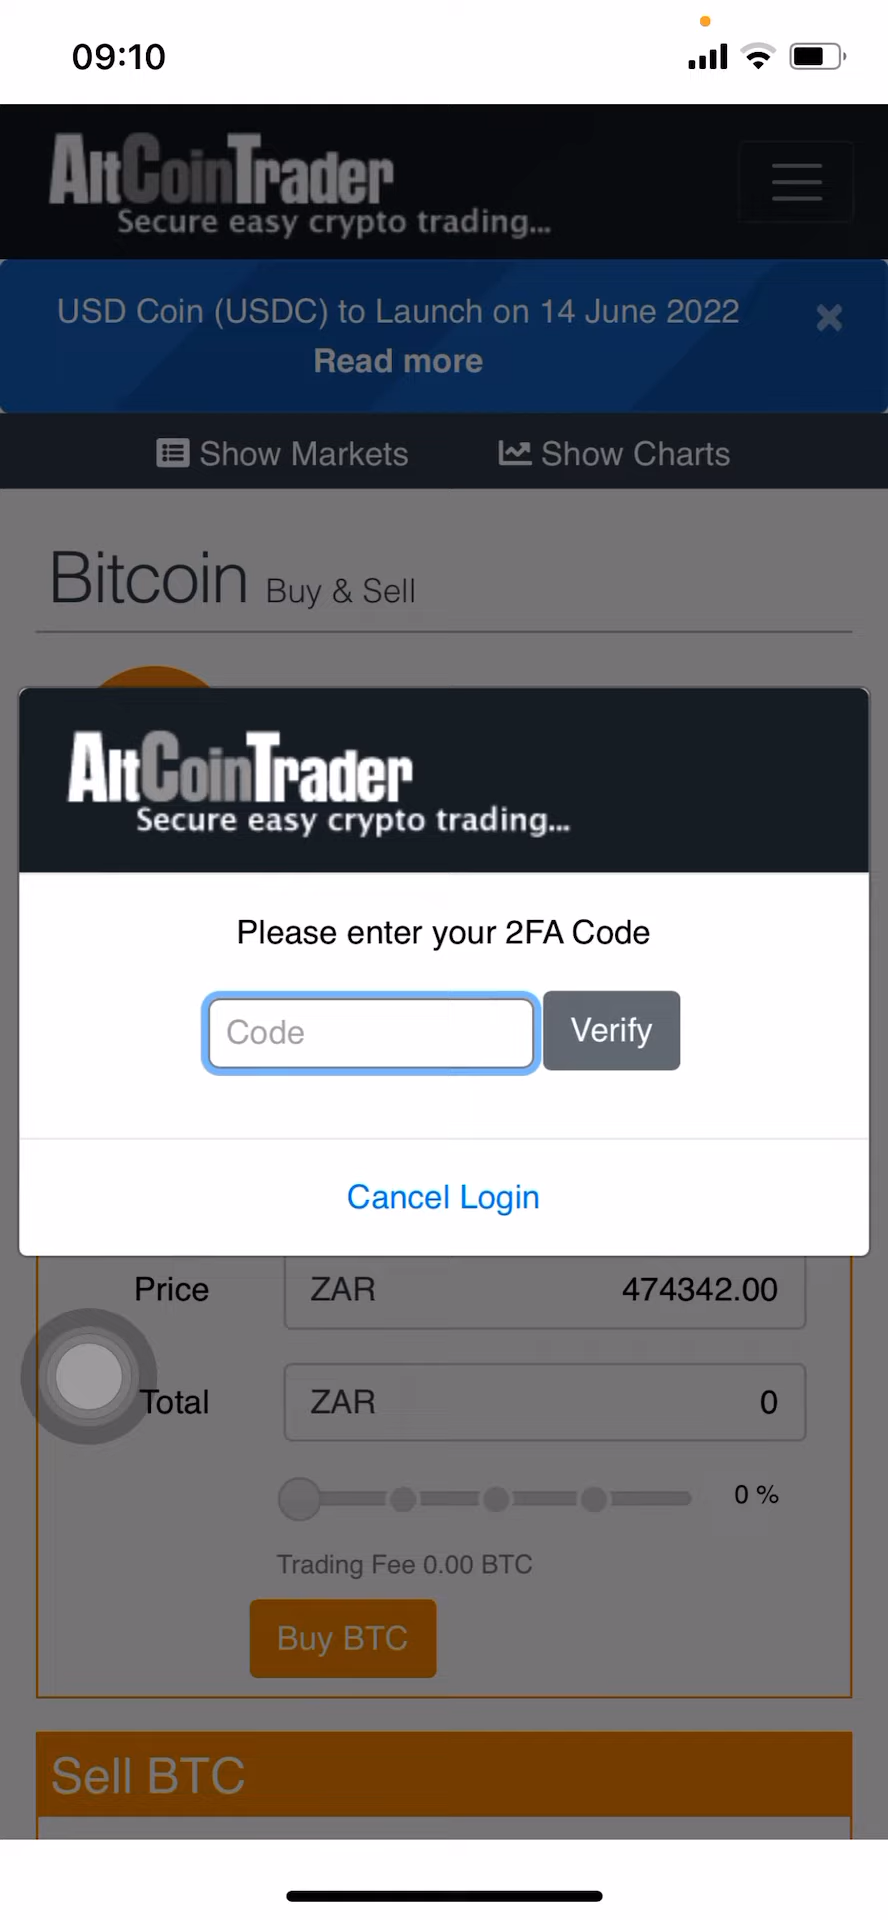 09:10
AltCoinTrader
Secure easy crypto trading...
USD Coin (USDC) to Launch on 14 June 2022
Read more
Show Markets
Show Charts
Bitcoin Buy & Sell
AltCoinTrader
Secure easy crypto trading...
Please enter your 2FA Code
Code
Verify
Cancel Login
Price ZAR 474342.00
Total ZAR 0
0 %
Trading Fee 0.00 BTC
Buy BTC
Sell BTC